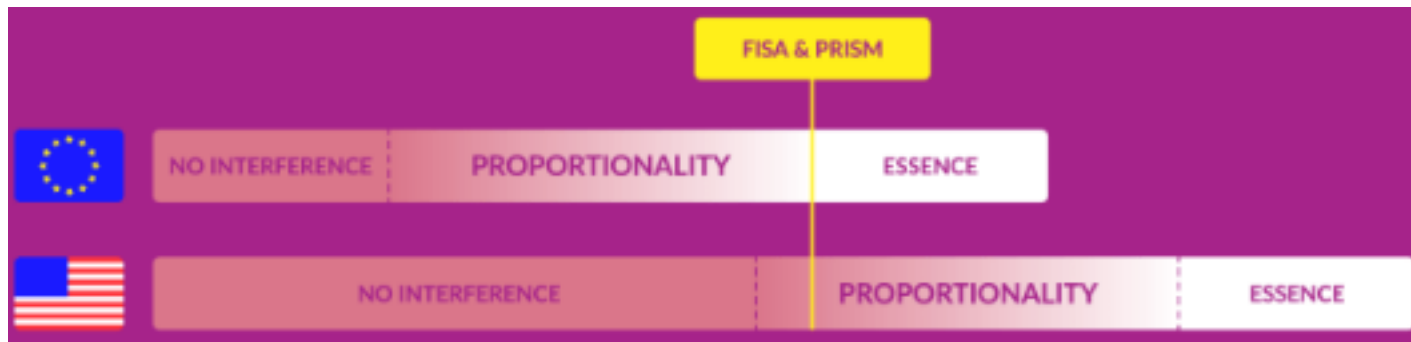 FISA & PRISM
NO INTERFERENCE PROPORTIONALITY ESSENCE
NO INTERFERENCE PROPORTIONALITY ESSENCE